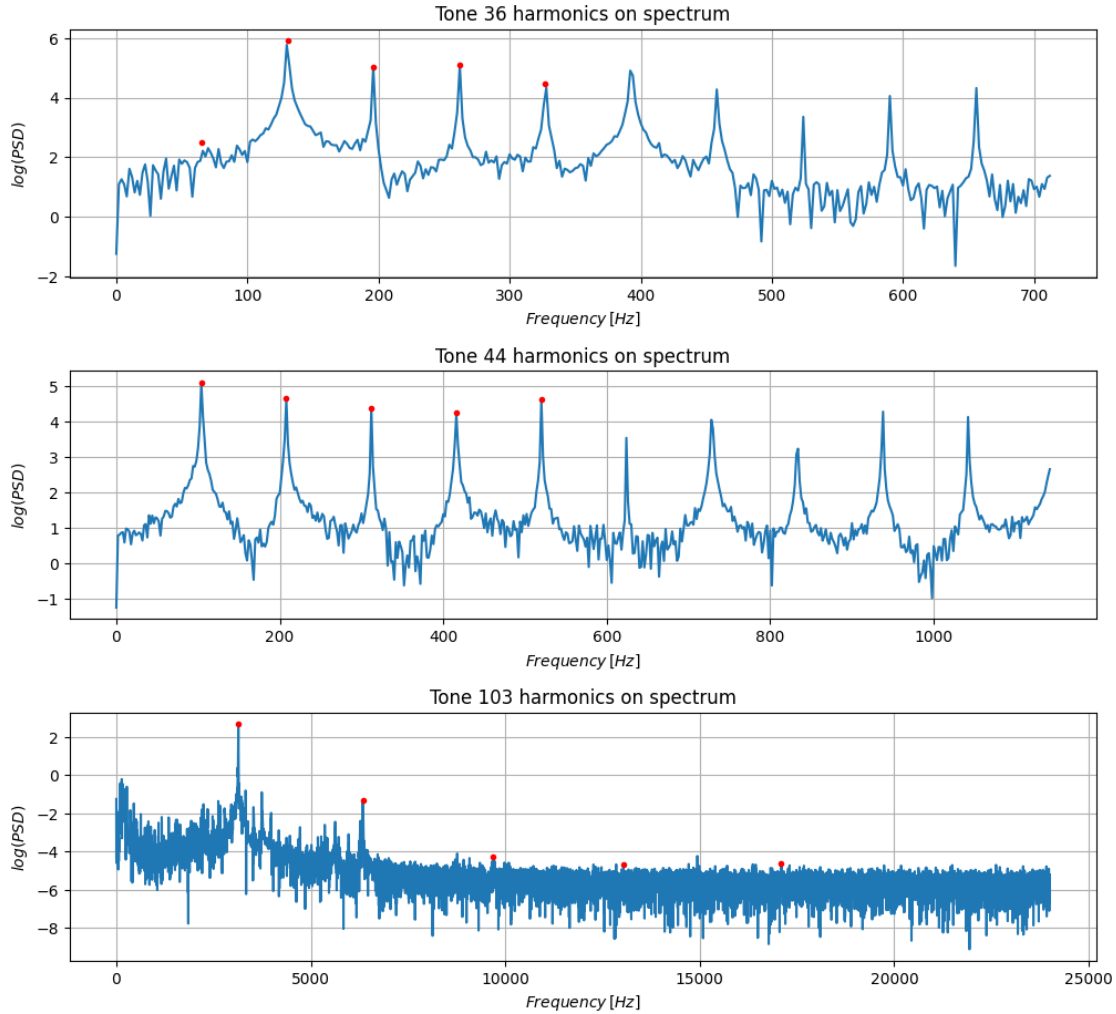 Tone 36 harmonics on spectrum
6
4
2
0
−2
log(PSD)
0 100 200 300 400 500 600 700
Frequency [Hz]
Tone 44 harmonics on spectrum
5
4
3
2
1
0
−1
log(PSD)
0 200 400 600 800 1000
Frequency [Hz]
Tone 103 harmonics on spectrum
2
0
−2
−4
−6
−8
log(PSD)
0 5000 10000 15000 20000 25000
Frequency [Hz]